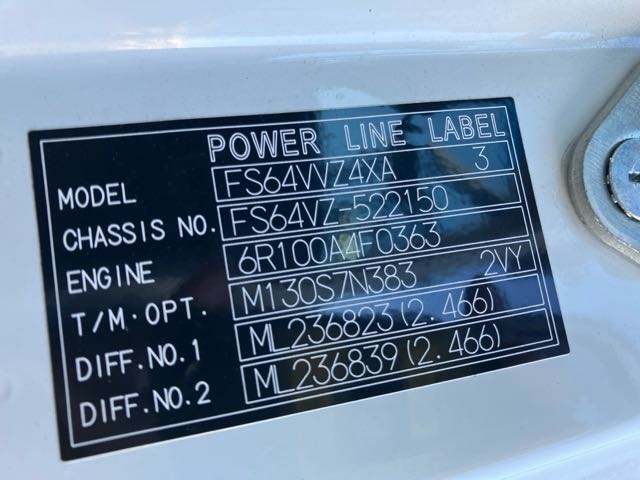 POWER LINE LABEL
MODEL FS64VVZ4XA 3
CHASSIS NO. FS64VZ-522150
ENGINE 6R100A4F0363
T/M·OPT. M130S7N383 2VY
DIFF.NO.1 ML236823(2.466)
DIFF.NO.2 ML236839(2.466)